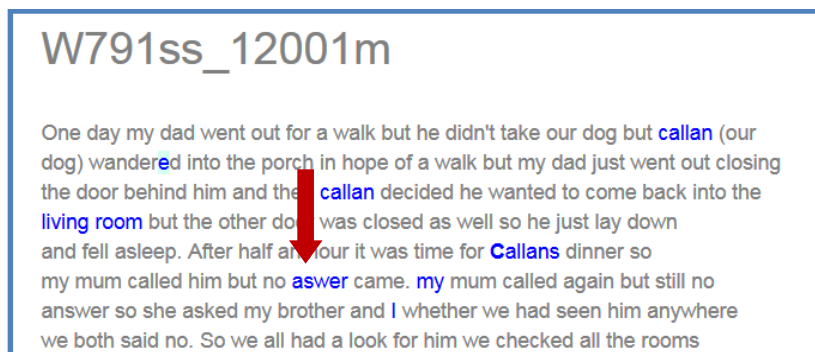 W791ss_12001m
One day my dad went out for a walk but he didn't take our dog but callan (our
dog) wandered into the porch in hope of a walk but my dad just went out closing
the door behind him and the callan decided he wanted to come back into the
living room but the other do was closed as well so he just lay down
and fell asleep. After half an hour it was time for Callans dinner so
my mum called him but no aswer came. my mum called again but still no
answer so she asked my brother and I whether we had seen him anywhere
we both said no. So we all had a look for him we checked all the rooms